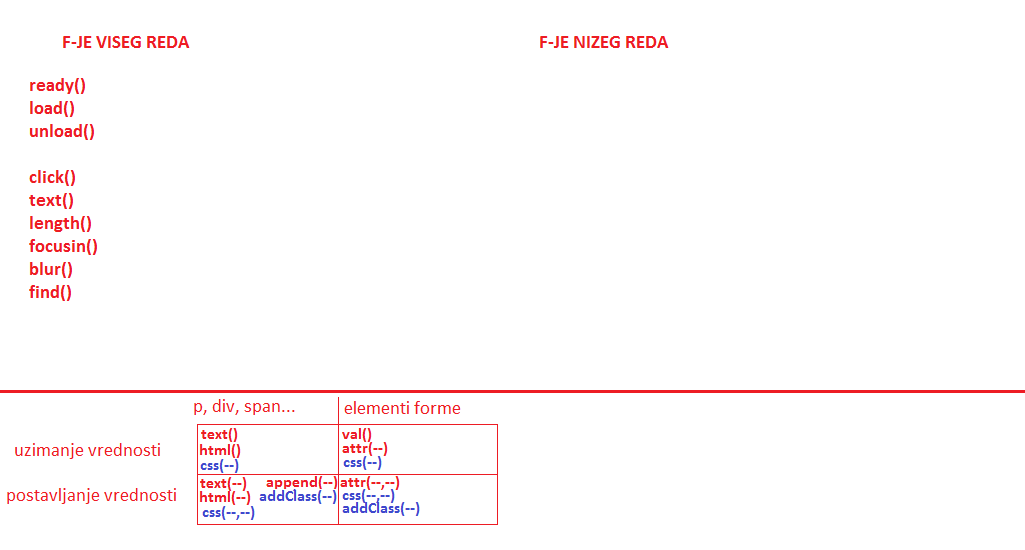 F-JE VISEG REDA
F-JE NIZEG REDA
ready()
load()
unload()
click()
text()
length()
focusin()
blur()
find()
p, div, span...
elementi forme
uzimanje vrednosti
text()
html()
css(--)
val()
attr(--)
css(--)
postavljanje vrednosti
text(--) append(--)
html(--) addClass(--)
css(--,--)
attr(--,--)
css(--,--)
addClass(--)